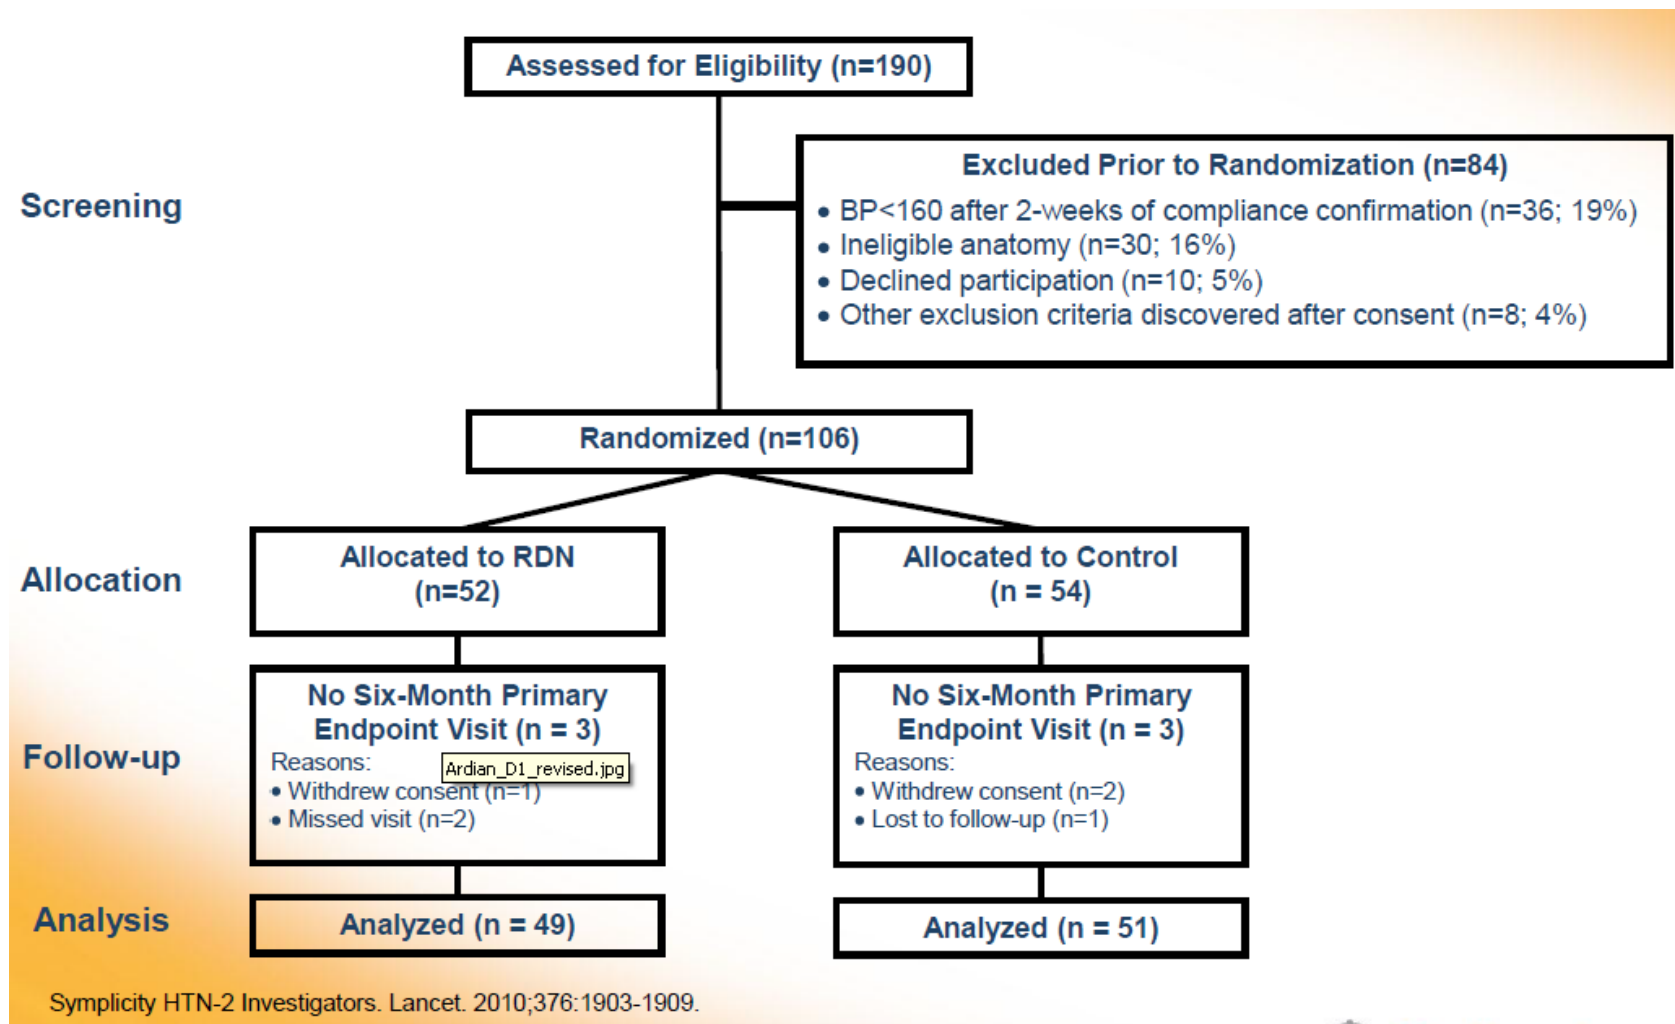 Assessed for Eligibility (n=190)
Screening
Excluded Prior to Randomization (n=84)
• BP<160 after 2-weeks of compliance confirmation (n=36; 19%)
• Ineligible anatomy (n=30; 16%)
• Declined participation (n=10; 5%)
• Other exclusion criteria discovered after consent (n=8; 4%)
Randomized (n=106)
Allocation
Allocated to RDN
(n=52)
Allocated to Control
(n = 54)
Follow-up
No Six-Month Primary
Endpoint Visit (n = 3)
Reasons:
Ardian_D1_revised.jpg
• Withdrew consent (n=1)
• Missed visit (n=2)
No Six-Month Primary
Endpoint Visit (n = 3)
Reasons:
• Withdrew consent (n=2)
• Lost to follow-up (n=1)
Analysis
Analyzed (n = 49)
Analyzed (n = 51)
Symplicity HTN-2 Investigators. Lancet. 2010;376:1903-1909.